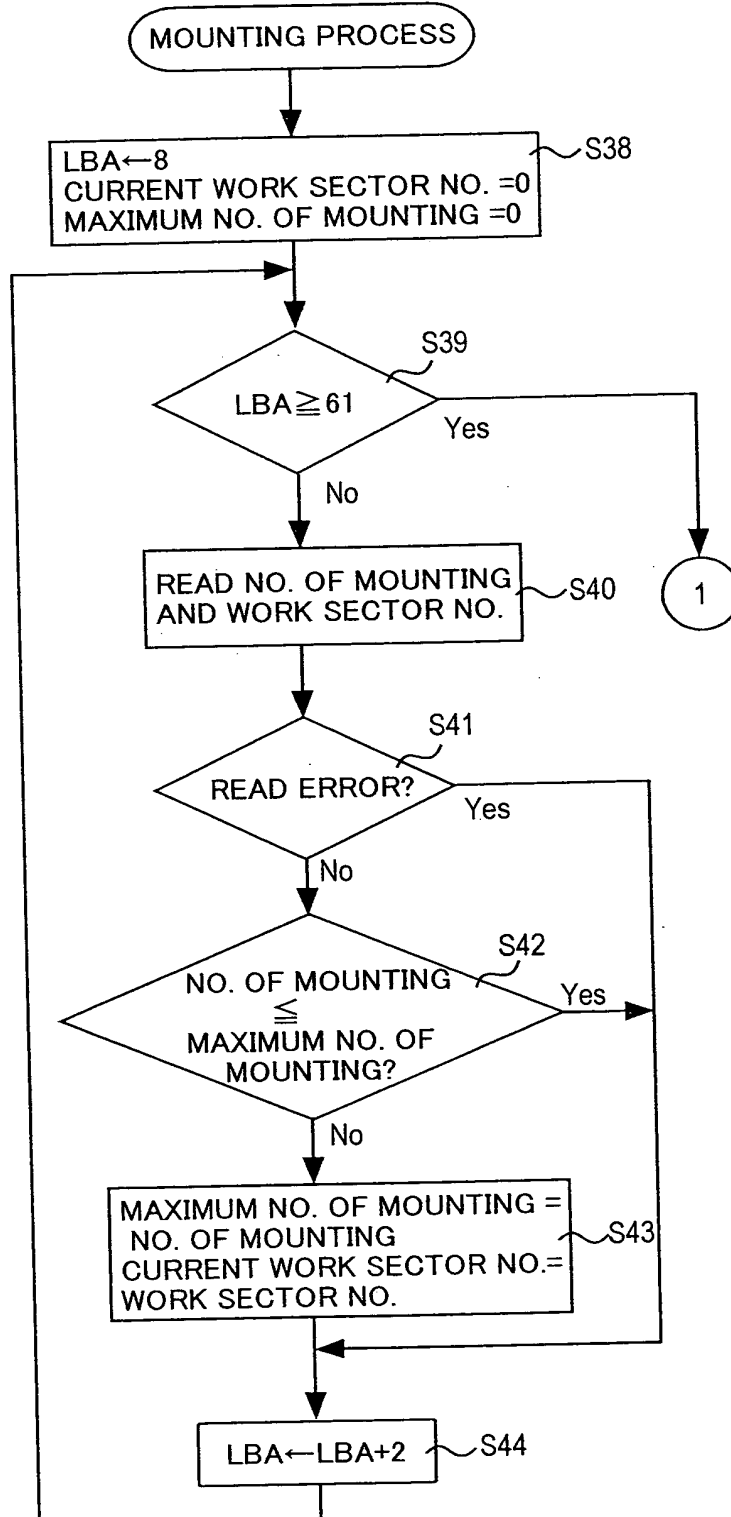 MOUNTING PROCESS
LBA←8
CURRENT WORK SECTOR NO. =0
MAXIMUM NO. OF MOUNTING =0
S38
S39
LBA≧61
Yes
No
READ NO. OF MOUNTING
AND WORK SECTOR NO.
S40
1
S41
READ ERROR?
Yes
No
S42
NO. OF MOUNTING
≦
MAXIMUM NO. OF
MOUNTING?
Yes
No
MAXIMUM NO. OF MOUNTING =
NO. OF MOUNTING
CURRENT WORK SECTOR NO.=
WORK SECTOR NO.
S43
LBA←LBA+2
S44